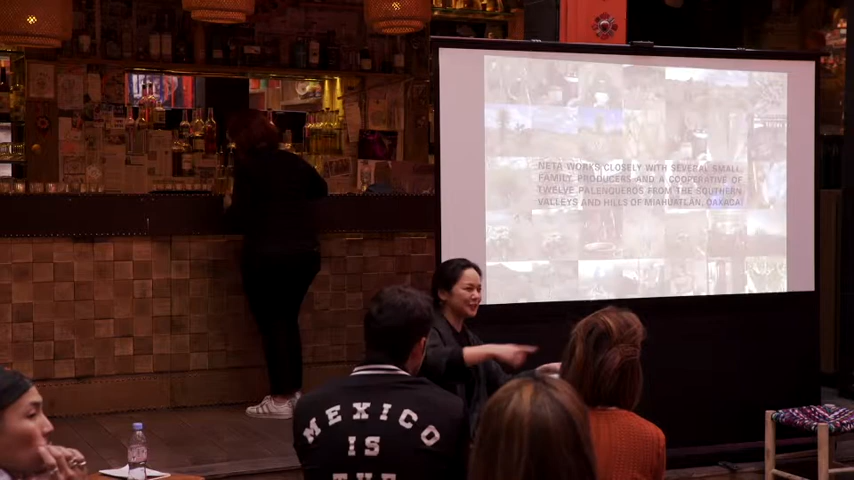 NETA WORKS CLOSELY WITH SEVERAL SMALL
FAMILY PRODUCERS AND A COOPERATIVE OF
TWELVE PALENQUEROS FROM THE SOUTHERN
VALLEYS AND HILLS OF MIAHUATLÁN, OAXACA
MEXICO
IS
THE